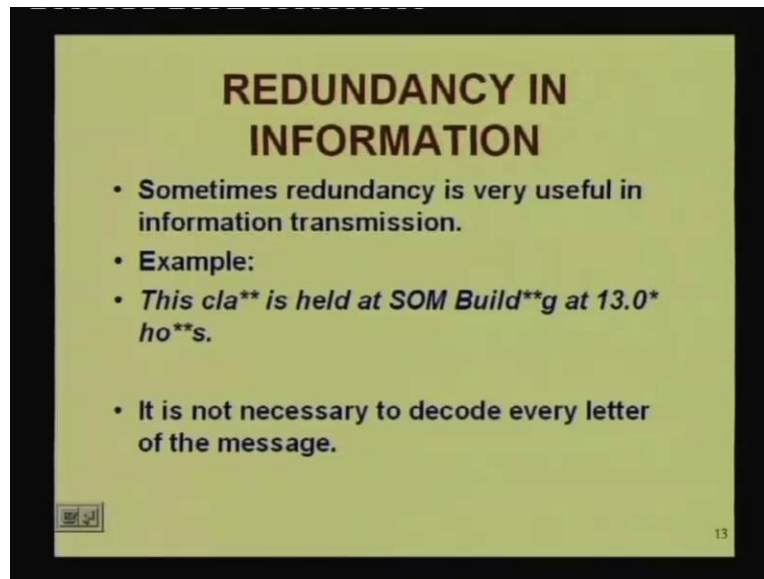 REDUNDANCY IN
INFORMATION
• Sometimes redundancy is very useful in
information transmission.
• Example:
• This cla** is held at SOM Build**g at 13.0*
ho**s.
• It is not necessary to decode every letter
of the message.
13